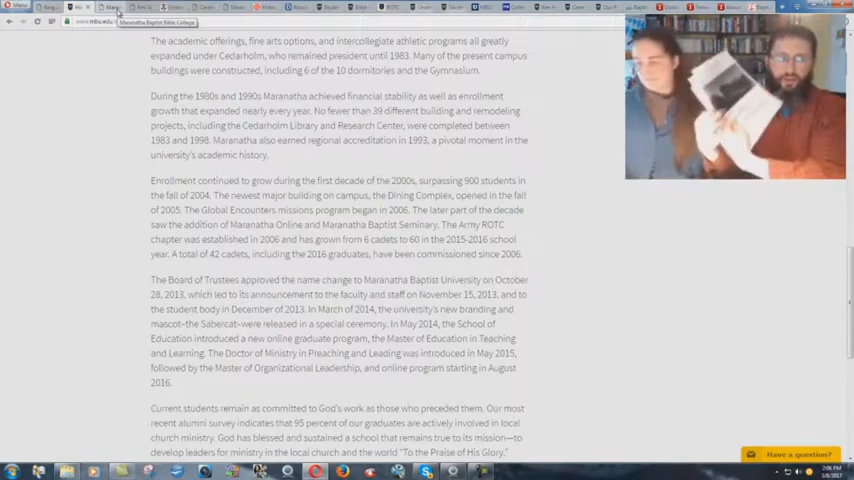 Menu
www.mbu.edu
Maranatha Baptist Bible College
The academic offerings, fine arts options, and intercollegiate athletic programs all greatly
expanded under Cedarholm, who remained president until 1983. Many of the present campus
buildings were constructed, including 6 of the 10 dormitories and the Gymnasium.
During the 1980s and 1990s Maranatha achieved financial stability as well as enrollment
growth that expanded nearly every year. No fewer than 39 different building and remodeling
projects, including the Cedarholm Library and Research Center, were completed between
1983 and 1998. Maranatha also earned regional accreditation in 1993, a pivotal moment in the
university's academic history.
Enrollment continued to grow during the first decade of the 2000s, surpassing 900 students in
the fall of 2004. The newest major building on campus, the Dining Complex, opened in the fall
of 2005. The Global Encounters missions program began in 2006. The later part of the decade
saw the addition of Maranatha Online and Maranatha Baptist Seminary. The Army ROTC
chapter was established in 2006 and has grown from 6 cadets to 60 in the 2015-2016 school
year. A total of 42 cadets, including the 2016 graduates, have been commissioned since 2006.
The Board of Trustees approved the name change to Maranatha Baptist University on October
28, 2013, which led to its announcement to the faculty and staff on November 15, 2013, and to
the student body in December of 2013. In March of 2014, the university's new branding and
mascot–the Sabercat–were released in a special ceremony. In May 2014, the School of
Education introduced a new online graduate program, the Master of Education in Teaching
and Learning. The Doctor of Ministry in Preaching and Leading was introduced in May 2015,
followed by the Master of Organizational Leadership, and online program starting in August
2016.
Current students remain as committed to God's work as those who preceded them. Our most
recent alumni survey indicates that 95 percent of our graduates are actively involved in local
church ministry. God has blessed and sustained a school that remains true to its mission—to
develop leaders for ministry in the local church and the world "To the Praise of His Glory."
Have a question?
2:06 PM
3/8/2017